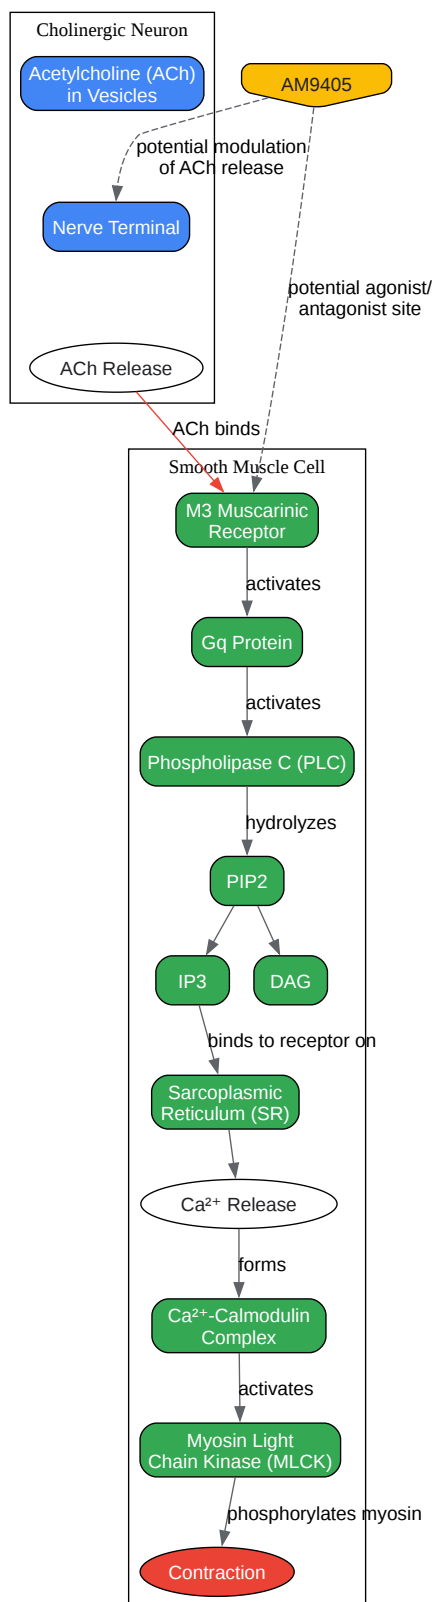 Cholinergic Neuron
Acetylcholine (ACh)
in Vesicles
AM9405
potential modulation
of ACh release
Nerve Terminal
potential agonist/
antagonist site
ACh Release
ACh binds
Smooth Muscle Cell
M3 Muscarinic
Receptor
activates
Gq Protein
activates
Phospholipase C (PLC)
hydrolyzes
PIP2
IP3
DAG
binds to receptor on
Sarcoplasmic
Reticulum (SR)
Ca²⁺ Release
forms
Ca²⁺-Calmodulin
Complex
activates
Myosin Light
Chain Kinase (MLCK)
phosphorylates myosin
Contraction